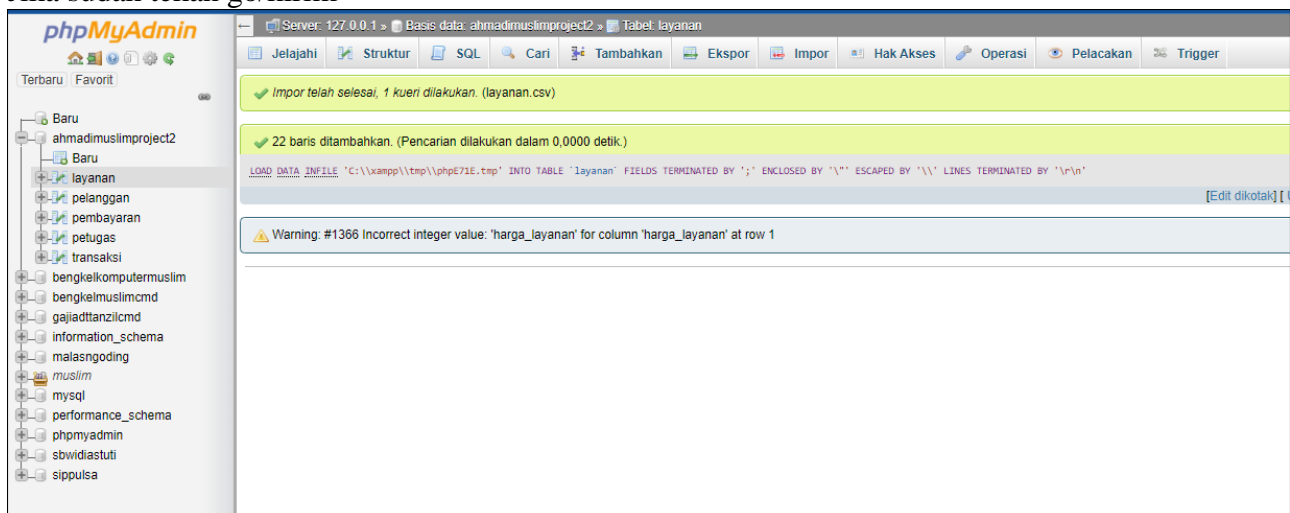 phpMyAdmin
Terbaru Favorit
Baru
ahmadimuslimproject2
Baru
layanan
pelanggan
pembayaran
petugas
transaksi
bengkelkomputermuslim
bengkelmuslimcmd
gajiadttanzilcmd
information_schema
malasngoding
muslim
mysql
performance_schema
phpmyadmin
sbwidiastuti
sippulsa
Server: 127.0.0.1 » Basis data: ahmadimuslimproject2 » Tabel: layanan
Jelajahi Struktur SQL Cari Tambahkan Ekspor Impor Hak Akses Operasi Pelacakan Trigger
Impor telah selesai, 1 kueri dilakukan. (layanan.csv)
22 baris ditambahkan. (Pencarian dilakukan dalam 0,0000 detik.)
LOAD DATA INFILE 'C:\\xampp\\tmp\\phpE71E.tmp' INTO TABLE `layanan` FIELDS TERMINATED BY ';' ENCLOSED BY '\"' ESCAPED BY '\\' LINES TERMINATED BY '\r\n'
[Edit dikotak] [
Warning: #1366 Incorrect integer value: 'harga_layanan' for column 'harga_layanan' at row 1